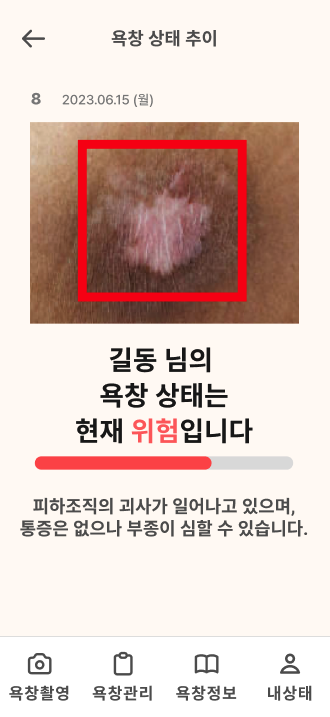 욕창 상태 추이
8 2023.06.15 (월)
길동 님의
욕창 상태는
현재 위험입니다
피하조직의 괴사가 일어나고 있으며,
통증은 없으나 부종이 심할 수 있습니다.
욕창촬영 욕창관리 욕창정보 내상태